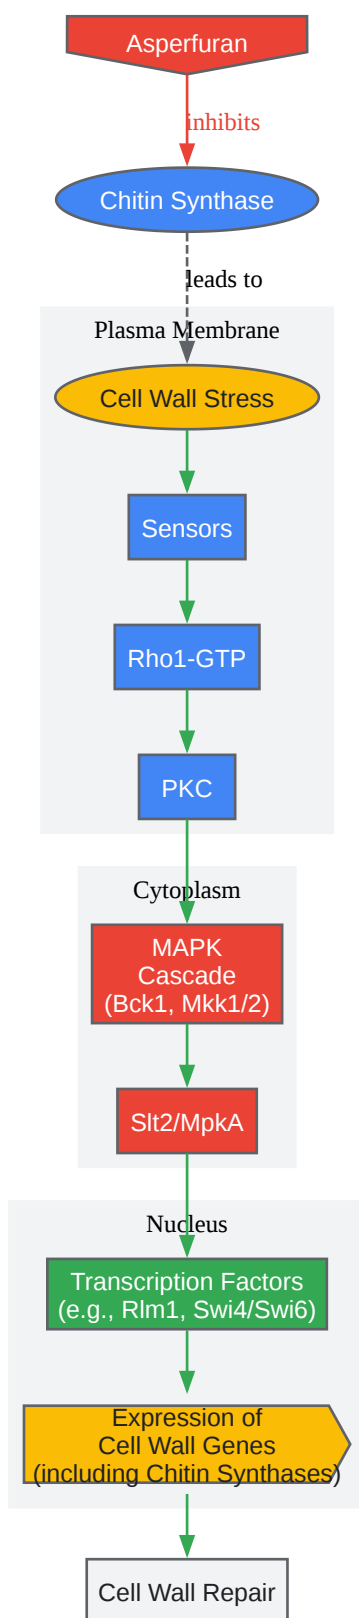 Asperfuran
inhibits
Chitin Synthase
leads to
Plasma Membrane
Cell Wall Stress
Sensors
Rho1-GTP
PKC
Cytoplasm
MAPK
Cascade
(Bck1, Mkk1/2)
Slt2/MpkA
Nucleus
Transcription Factors
(e.g., Rlm1, Swi4/Swi6)
Expression of
Cell Wall Genes
(including Chitin Synthases)
Cell Wall Repair